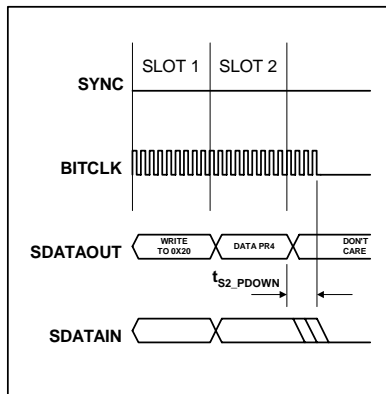 SLOT 1 SLOT 2
SYNC
BITCLK
SDATAOUT
WRITE
TO 0X20
DATA PR4
DON'T
CARE
tS2_PDOWN
SDATAIN